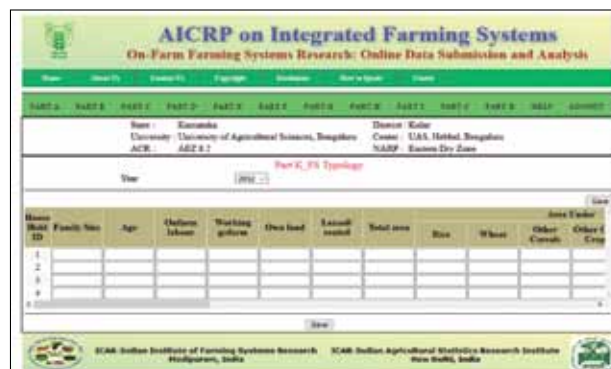 AICRP on Integrated Farming Systems
On-Farm Farming Systems Research: Online Data Submission and Analysis
Home About Us Contact Us Copyright Disclaimer How to Quote
PART A PART B PART C PART D PART E PART F PART G PART H PART I PART J PART K HELP
State : Karnataka District : Kolar
University : University of Agricultural Sciences, Bengaluru Center : UAS, Hebbal, Bengaluru
ACR : AEZ 8.2 NARP : Eastern Dry Zone
Part K_FS Typology
Year
Save
Area Under
House Hold ID Family Size Age Onfarm labour Working Own land Leased/ rented Total area Rice Wheat Other Cereals Other
1
2
3
4
Save
ICAR-Indian Institute of Farming Systems Research ICAR-Indian Agricultural Statistics Research Institute
Modipuram, India New Delhi, India